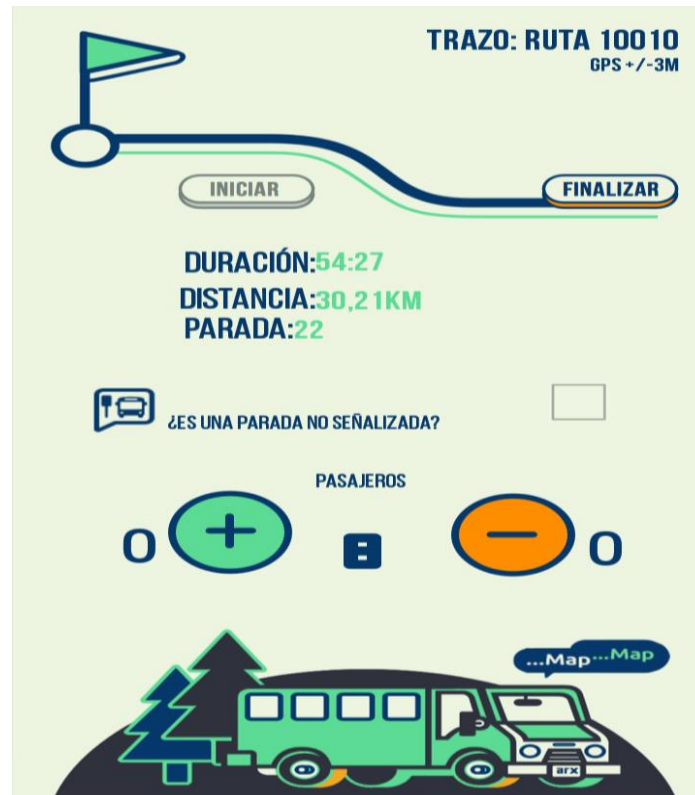 TRAZO: RUTA 10010
GPS +/-3M
INICIAR
FINALIZAR
DURACIÓN:54:27
DISTANCIA:30,21KM
PARADA:22
¿ES UNA PARADA NO SEÑALIZADA?
PASAJEROS
0 + = - 0
...Map...Map
arx